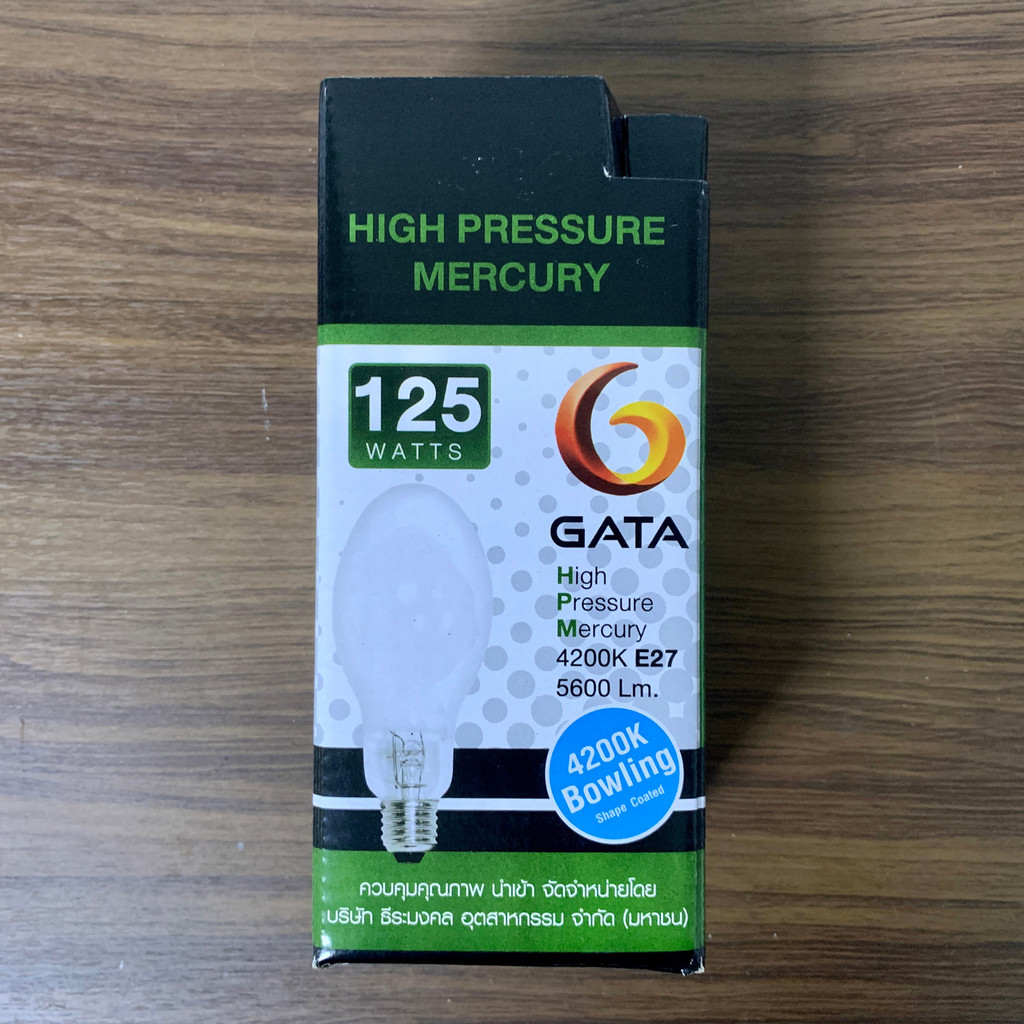 HIGH PRESSURE
MERCURY
125
WATTS
GATA
High
Pressure
Mercury
4200K E27
5600 Lm.
4200K
Bowling
Shape Coated
ควบคุมคุณภาพ นำเข้า จัดจำหน่ายโดย
บริษัท ธีระมงคล อุตสาหกรรม จำกัด (มหาชน)